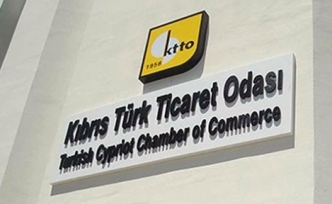 ktto
1958
Kıbrıs Türk Ticaret Odası
Turkish Cypriot Chamber of Commerce